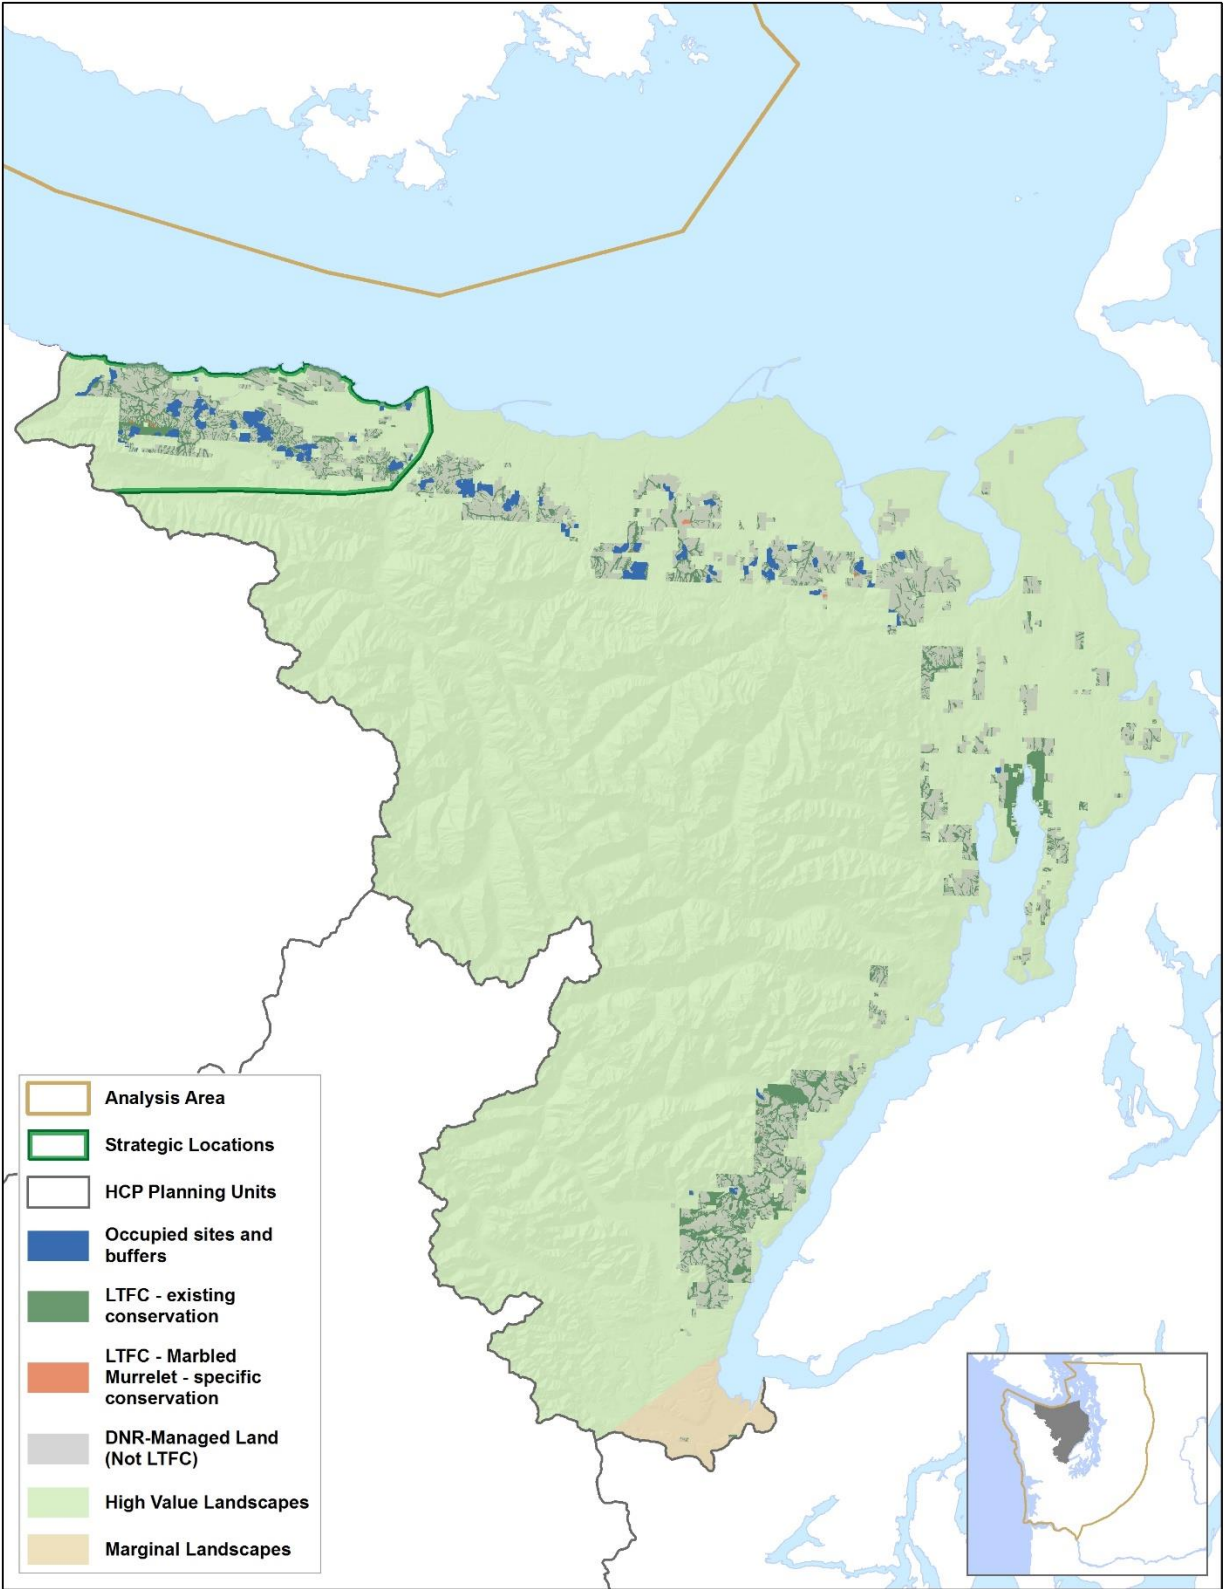 Analysis Area
Strategic Locations
HCP Planning Units
Occupied sites and
buffers
LTFC - existing
conservation
LTFC - Marbled
Murrelet - specific
conservation
DNR-Managed Land
(Not LTFC)
High Value Landscapes
Marginal Landscapes